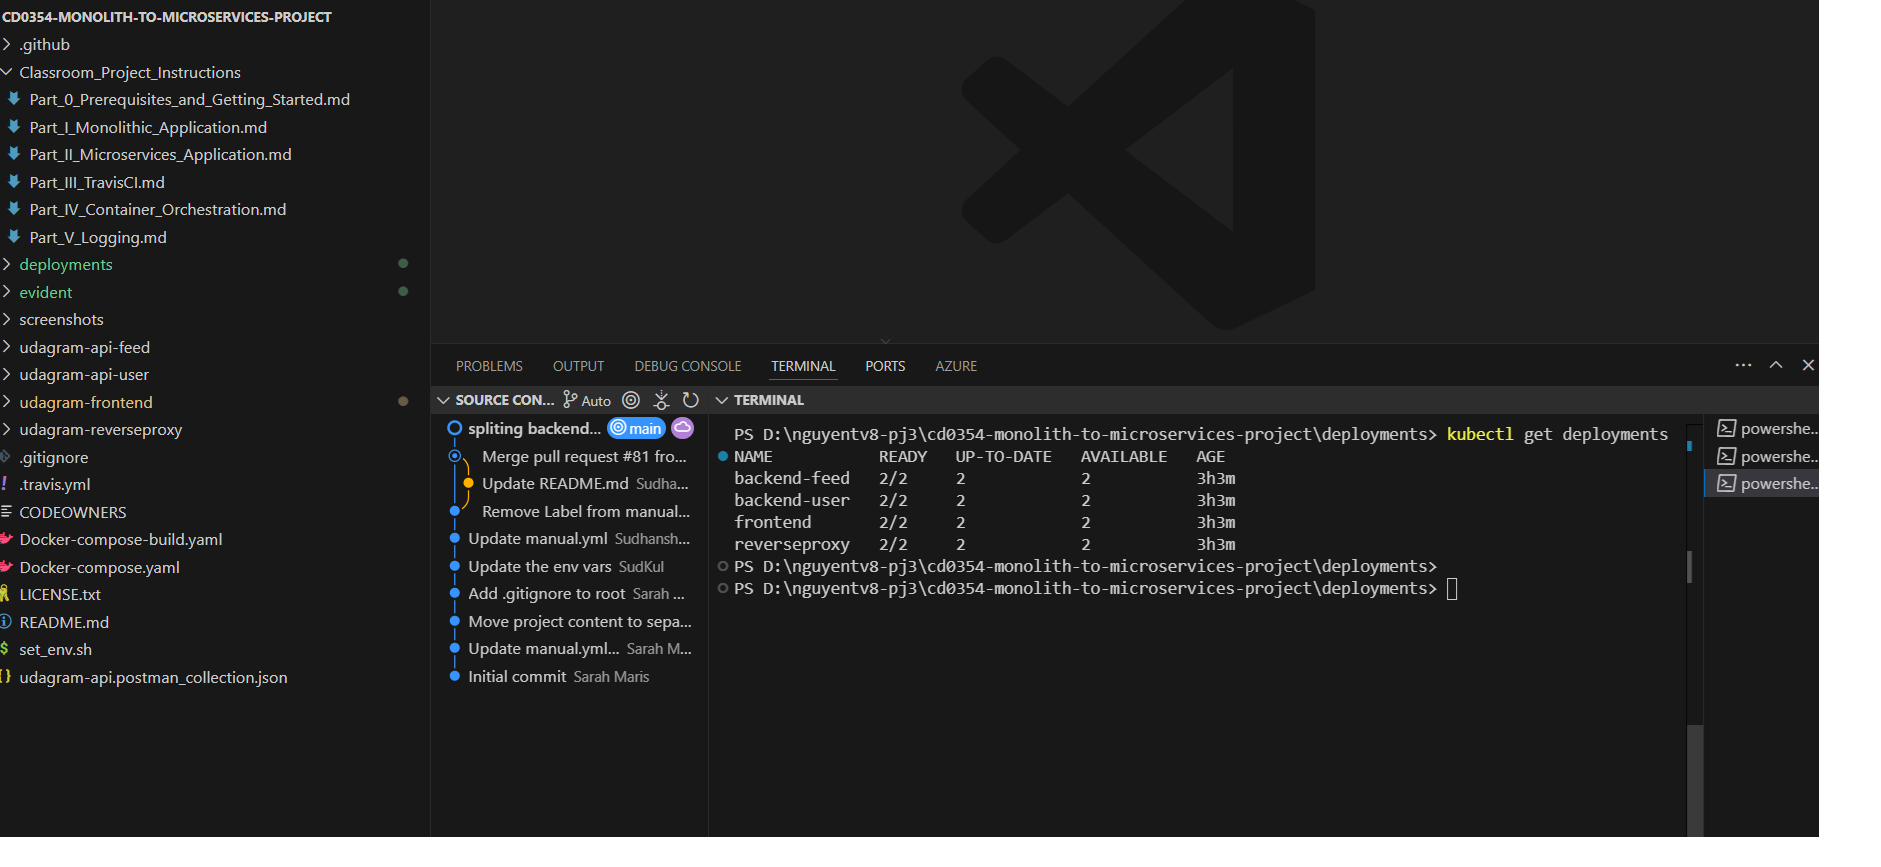 CD0354-MONOLITH-TO-MICROSERVICES-PROJECT
.github
Classroom_Project_Instructions
Part_0_Prerequisites_and_Getting_Started.md
Part_I_Monolithic_Application.md
Part_II_Microservices_Application.md
Part_III_TravisCI.md
Part_IV_Container_Orchestration.md
Part_V_Logging.md
deployments
evident
screenshots
udagram-api-feed
udagram-api-user
udagram-frontend
udagram-reverseproxy
.gitignore
.travis.yml
CODEOWNERS
Docker-compose-build.yaml
Docker-compose.yaml
LICENSE.txt
README.md
set_env.sh
udagram-api.postman_collection.json
PROBLEMS OUTPUT DEBUG CONSOLE TERMINAL PORTS AZURE
SOURCE CON... Auto
spliting backend... main
Merge pull request #81 fro...
Update README.md Sudha...
Remove Label from manual...
Update manual.yml Sudhansh...
Update the env vars SudKul
Add .gitignore to root Sarah ...
Move project content to sepa...
Update manual.yml... Sarah M...
Initial commit Sarah Maris
TERMINAL
PS D:\nguyentv8-pj3\cd0354-monolith-to-microservices-project\deployments> kubectl get deployments
NAME READY UP-TO-DATE AVAILABLE AGE
backend-feed 2/2 2 2 3h3m
backend-user 2/2 2 2 3h3m
frontend 2/2 2 2 3h3m
reverseproxy 2/2 2 2 3h3m
PS D:\nguyentv8-pj3\cd0354-monolith-to-microservices-project\deployments>
PS D:\nguyentv8-pj3\cd0354-monolith-to-microservices-project\deployments>
powershe...
powershe...
powershe...